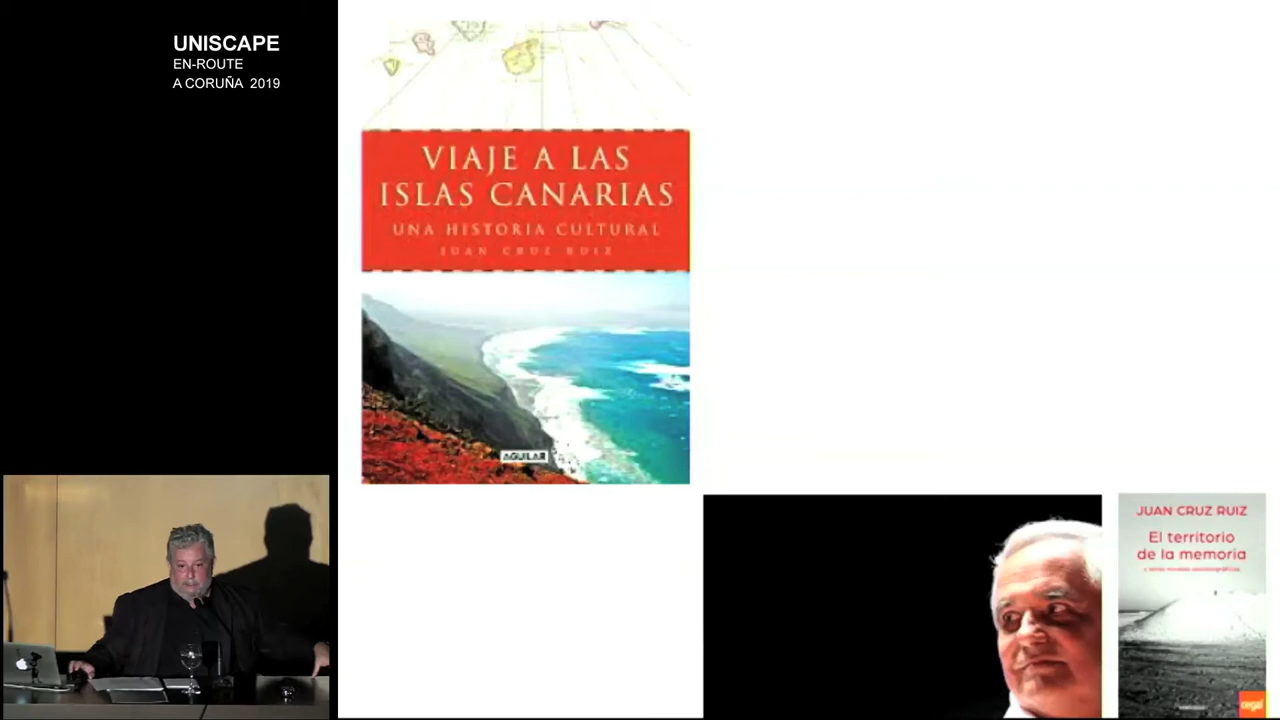 UNISCAPE
EN-ROUTE
A CORUÑA 2019
VIAJE A LAS
ISLAS CANARIAS
UNA HISTORIA CULTURAL
JUAN CRUZ RUIZ
AGUILAR
JUAN CRUZ RUIZ
El territorio
de la memoria